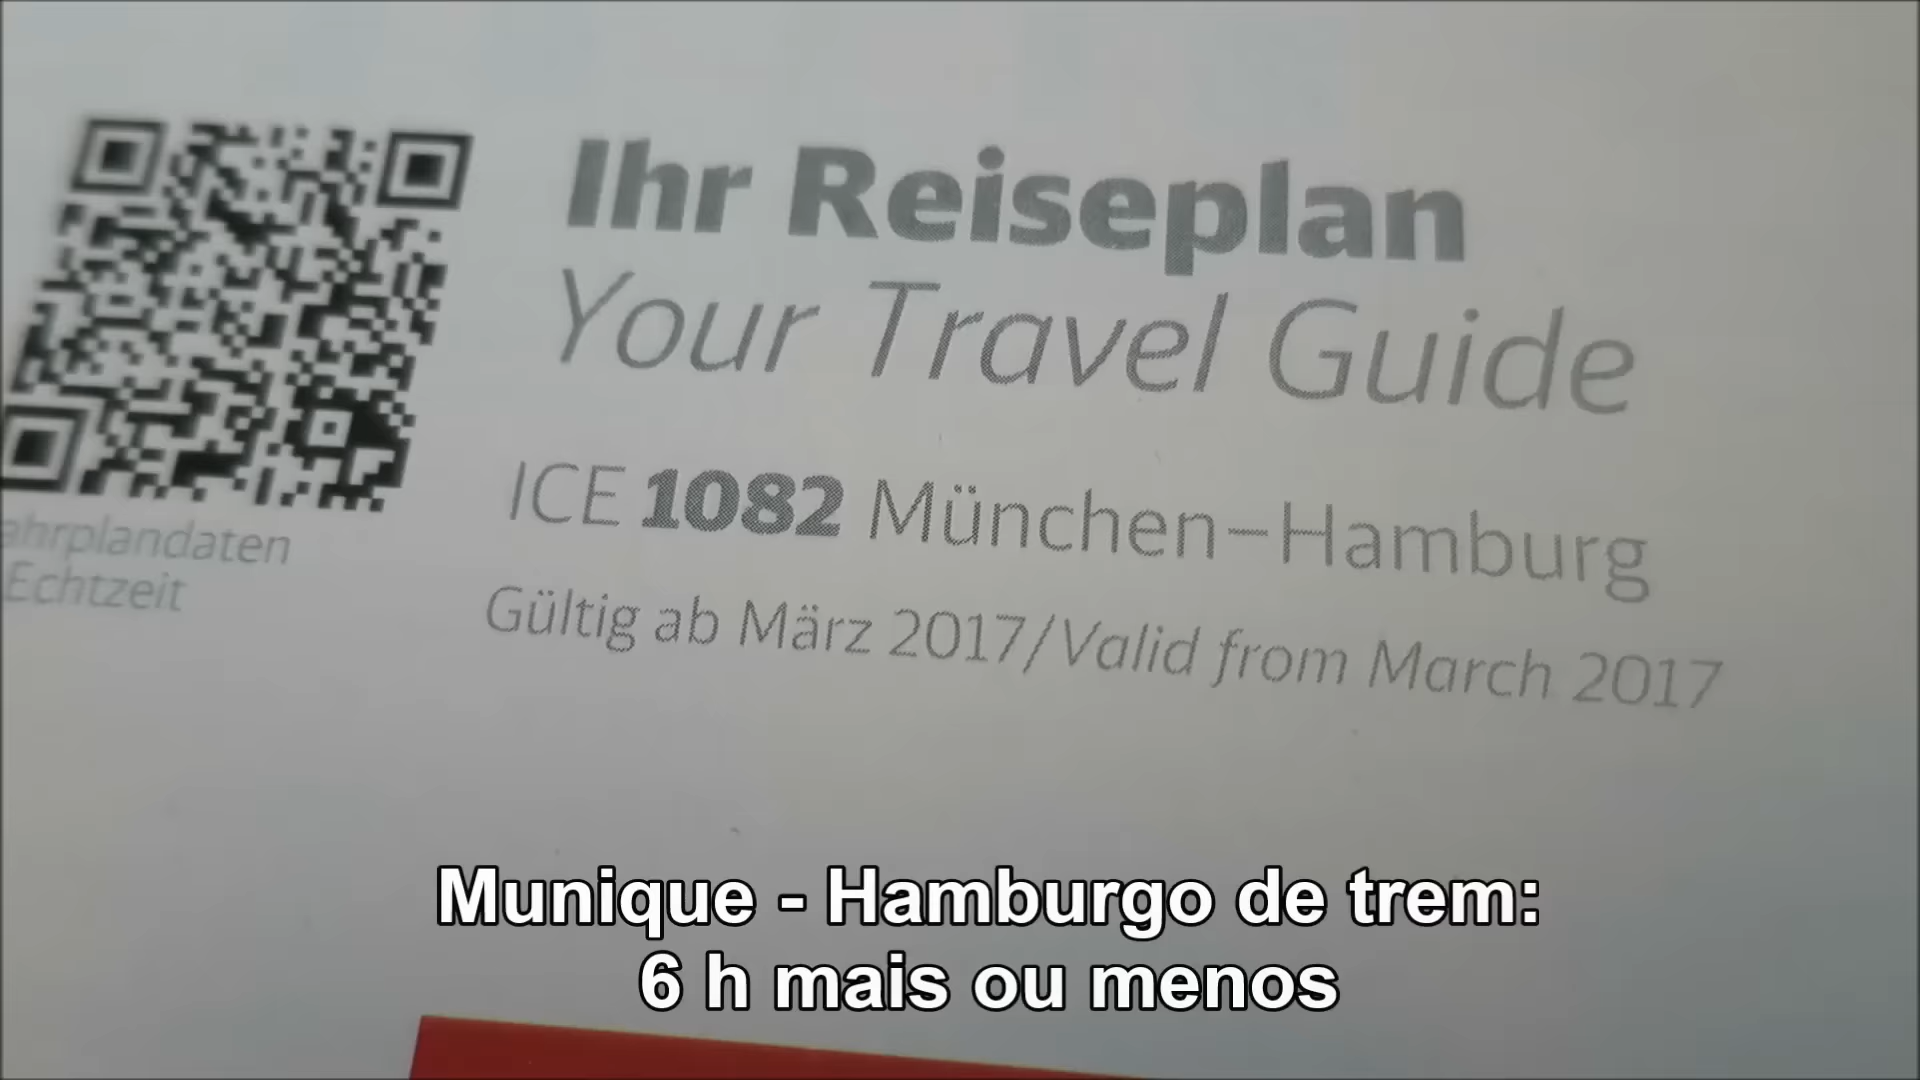 Ihr Reiseplan
Your Travel Guide
ICE 1082 München–Hamburg
Gültig ab März 2017/Valid from March 2017
ahrplandaten
Echtzeit
Munique - Hamburgo de trem:
6 h mais ou menos